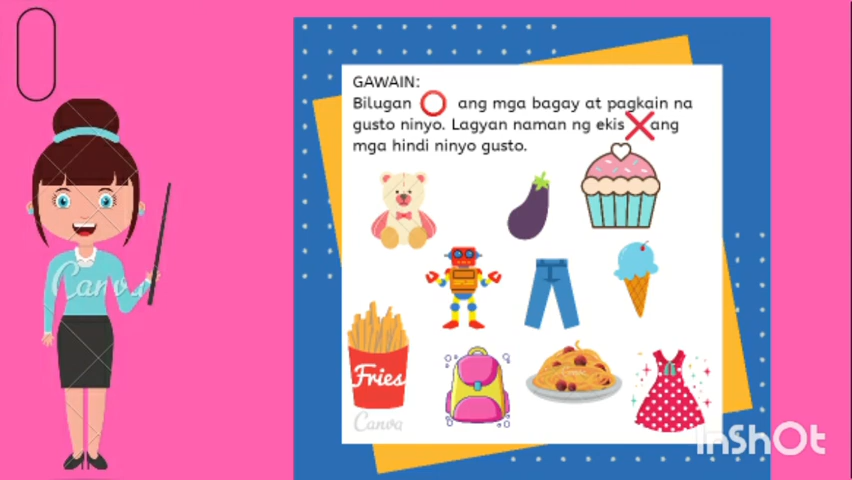 GAWAIN:
Bilugan ang mga bagay at pagkain na
gusto ninyo. Lagyan naman ng ekis ang
mga hindi ninyo gusto.
Canva
Fries
Canva
Canva
InShOt